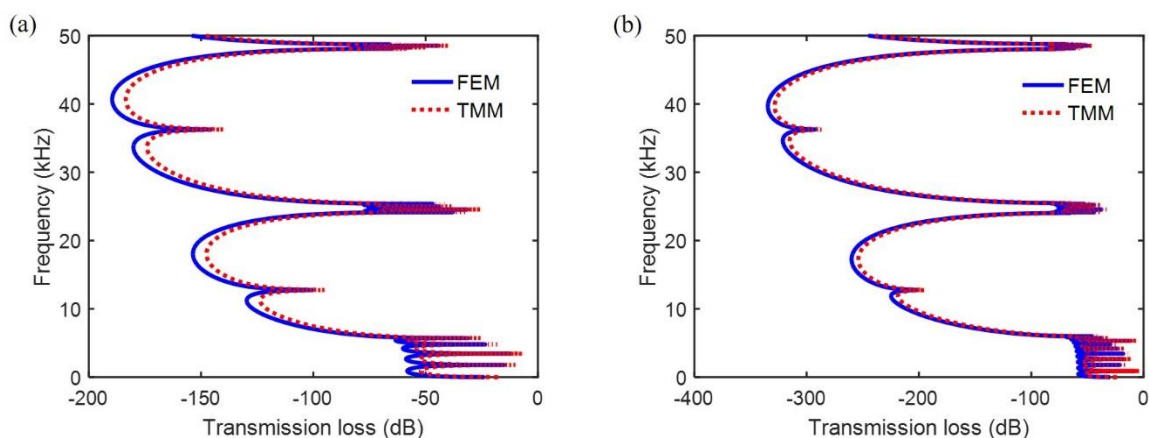 (a)
50
40
30
20
10
0
Frequency (kHz)
FEM
TMM
-200 -150 -100 -50 0
Transmission loss (dB)
(b)
50
40
30
20
10
0
Frequency (kHz)
FEM
TMM
-400 -300 -200 -100 0
Transmission loss (dB)